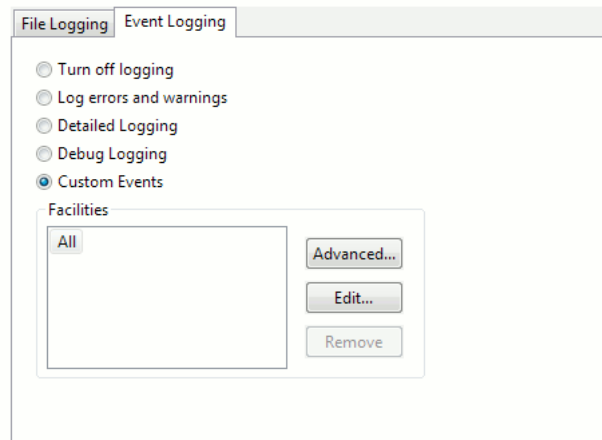 File Logging
Event Logging
Turn off logging
Log errors and warnings
Detailed Logging
Debug Logging
Custom Events
Facilities
All
Advanced...
Edit...
Remove